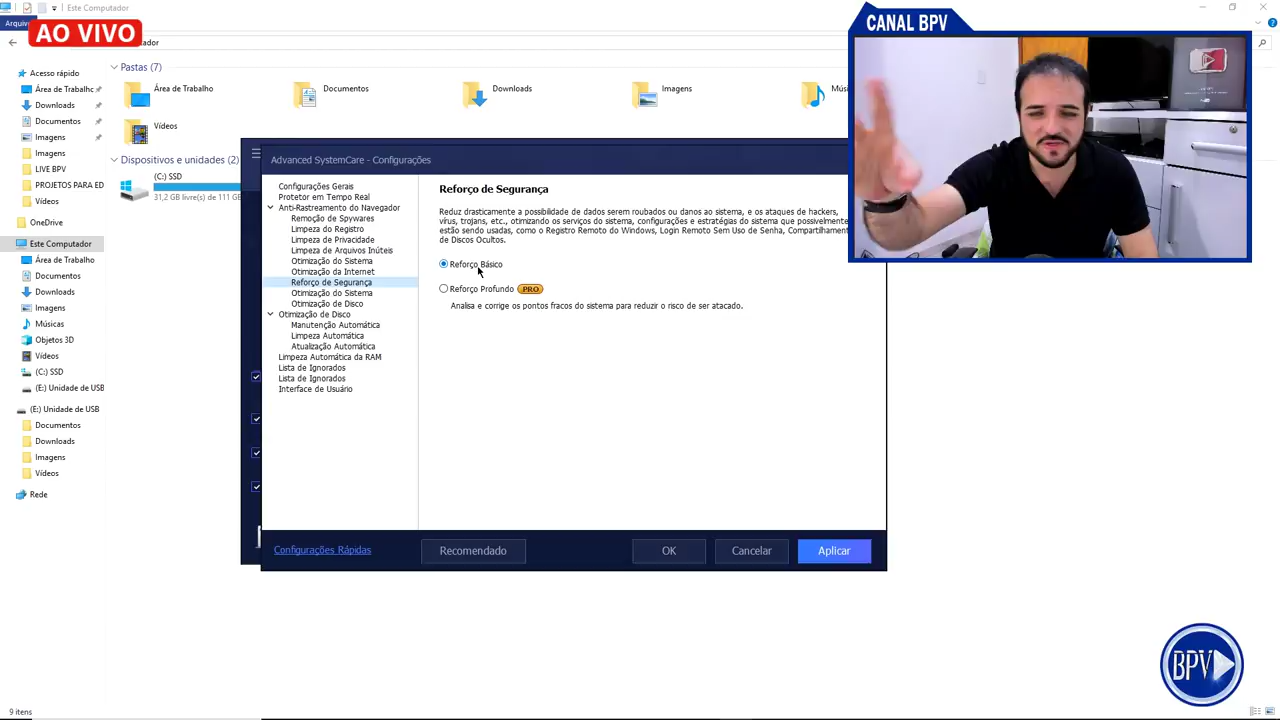 Este Computador
Arquiv
AO VIVO
ador
Acesso rápido
Área de Trabalhc
Downloads
Documentos
Imagens
Imagens
LIVE BPV
PROJETOS PARA ED
Vídeos
OneDrive
Este Computador
Área de Trabalho
Documentos
Downloads
Imagens
Músicas
Objetos 3D
Vídeos
(C:) SSD
(E:) Unidade de USB
(E:) Unidade de USB
Documentos
Downloads
Imagens
Vídeos
Rede
9 itens
Pastas (7)
Área de Trabalho
Documentos
Downloads
Imagens
Músi
Vídeos
Dispositivos e unidades (2)
(C:) SSD
31,2 GB livre(s) de 111 GB
Advanced SystemCare - Configurações
Configurações Gerais
Protetor em Tempo Real
Anti-Rastreamento do Navegador
Remoção de Spywares
Limpeza do Registro
Limpeza de Privacidade
Limpeza de Arquivos Inúteis
Otimização do Sistema
Otimização da Internet
Reforço de Segurança
Otimização do Sistema
Otimização de Disco
Otimização de Disco
Manutenção Automática
Limpeza Automática
Atualização Automática
Limpeza Automática da RAM
Lista de Ignorados
Lista de Ignorados
Interface de Usuário
Reforço de Segurança
Reduz drasticamente a possibilidade de dados serem roubados ou danos ao sistema, e os ataques de hackers,
vírus, trojans, etc., otimizando os serviços do sistema, configurações e estratégias do sistema que possivelmente
estão sendo usadas, como o Registro Remoto do Windows, Login Remoto Sem Uso de Senha, Compartilhament
de Discos Ocultos.
Reforço Básico
Reforço Profundo PRO
Analisa e corrige os pontos fracos do sistema para reduzir o risco de ser atacado.
Configurações Rápidas
Recomendado
OK
Cancelar
Aplicar
CANAL BPV
BPV